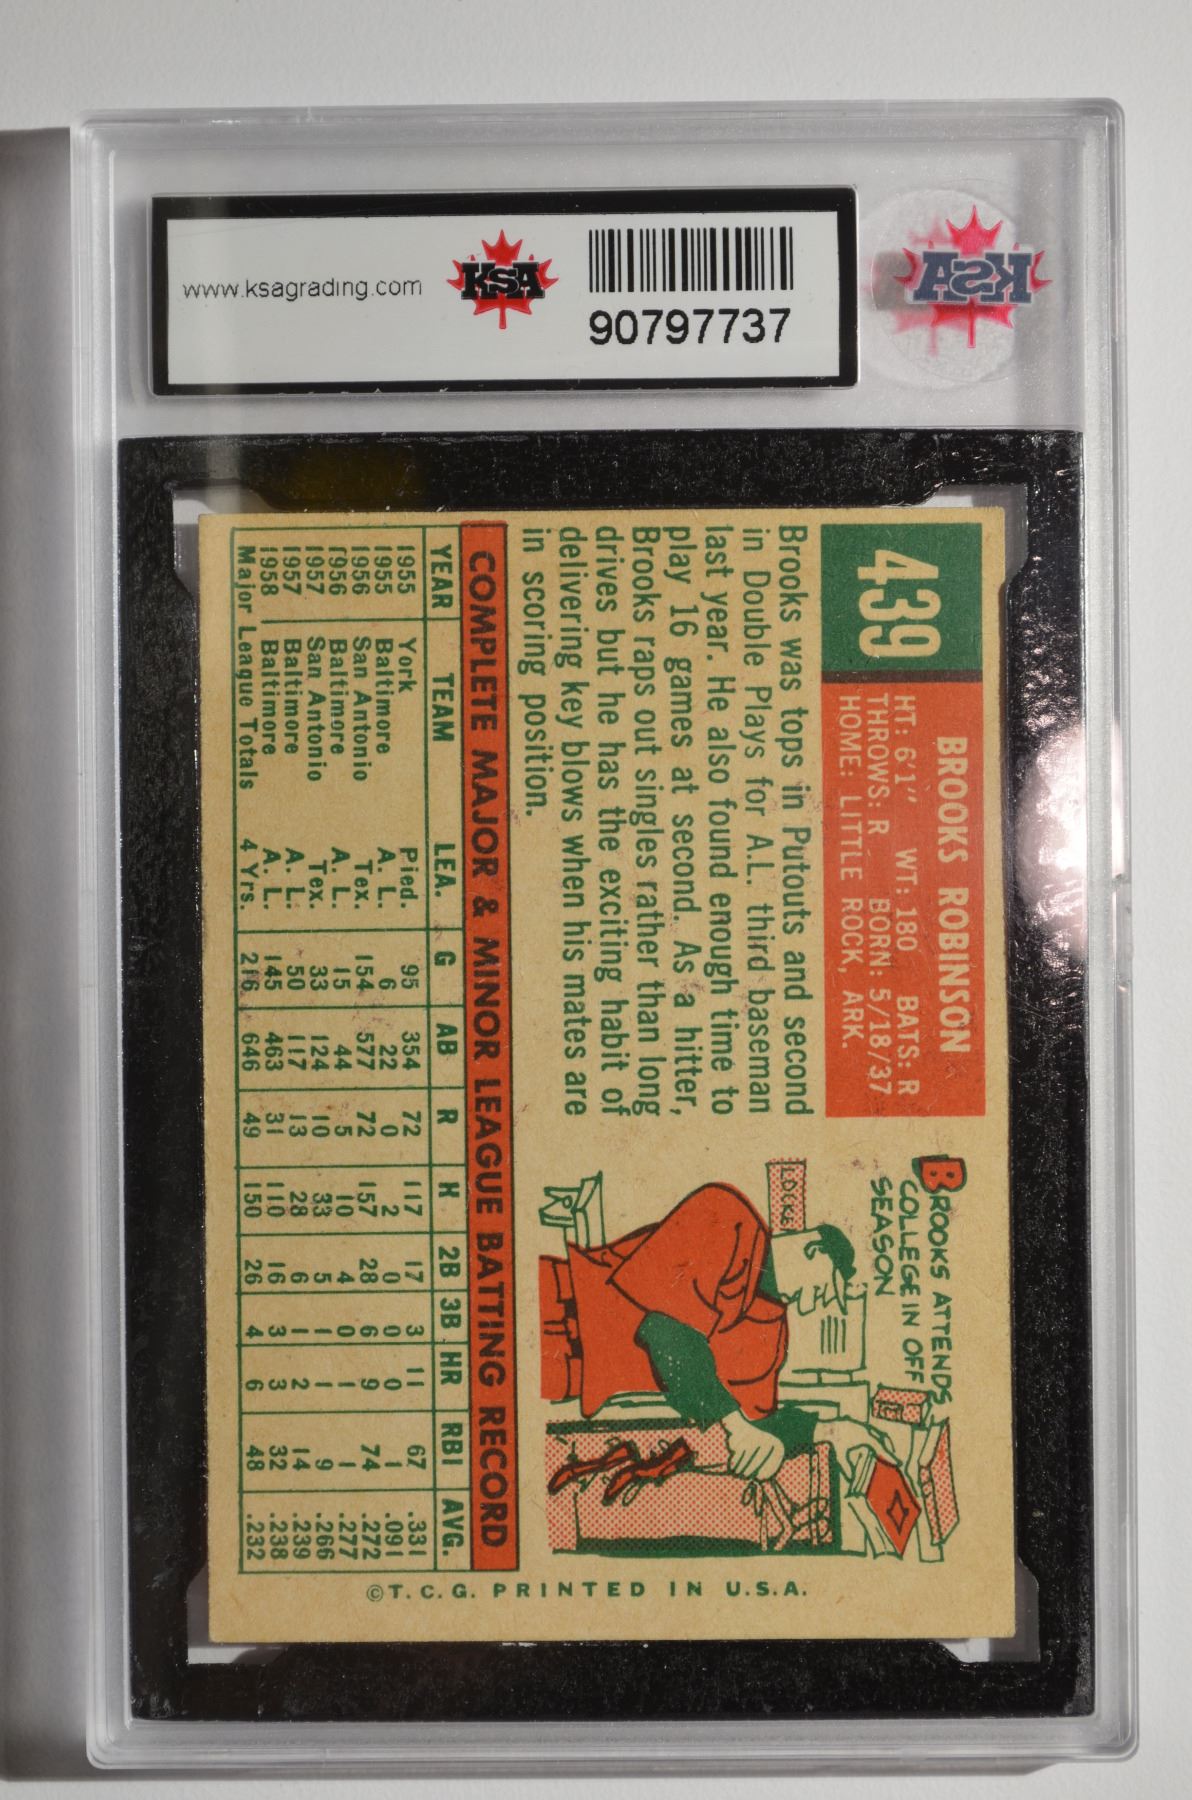 www.ksagrading.com
KSA
90797737
KSA
439
BROOKS ROBINSON
HT: 6'1" WT: 180 BATS: R
THROWS: R BORN: 5/18/37
HOME: LITTLE ROCK, ARK.
Brooks was tops in Putouts and second
in Double Plays for A.L. third baseman
last year. He also found enough time to
play 16 games at second. As a hitter,
Brooks raps out singles rather than long
drives but he has the exciting habit of
delivering key blows when his mates are
in scoring position.
BROOKS ATTENDS
COLLEGE IN OFF
SEASON
LOCKS
COMPLETE MAJOR & MINOR LEAGUE BATTING RECORD
YEAR TEAM LEA. G AB R H 2B 3B HR RBI AVG.
1955 York Pied. 95 354 72 117 17 3 11 67 .331
1955 Baltimore A. L. 6 22 0 2 0 0 0 1 .091
1956 San Antonio Tex. 154 577 72 157 28 6 9 74 .272
1956 Baltimore A. L. 15 44 5 10 4 0 1 1 .277
1957 San Antonio Tex. 33 124 10 33 5 1 1 9 .266
1957 Baltimore A. L. 50 117 13 28 6 1 2 14 .239
1958 Baltimore A. L. 145 463 31 110 16 3 3 32 .238
Major League Totals 4 Yrs. 216 646 49 150 26 4 6 48 .232
©T.C.G. PRINTED IN U.S.A.